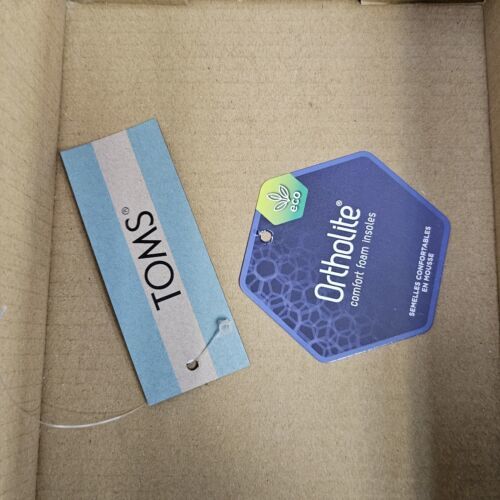 TOMS®
eco
OrthoLite®
comfort foam insoles
SEMELLES CONFORTABLES
EN MOUSSE